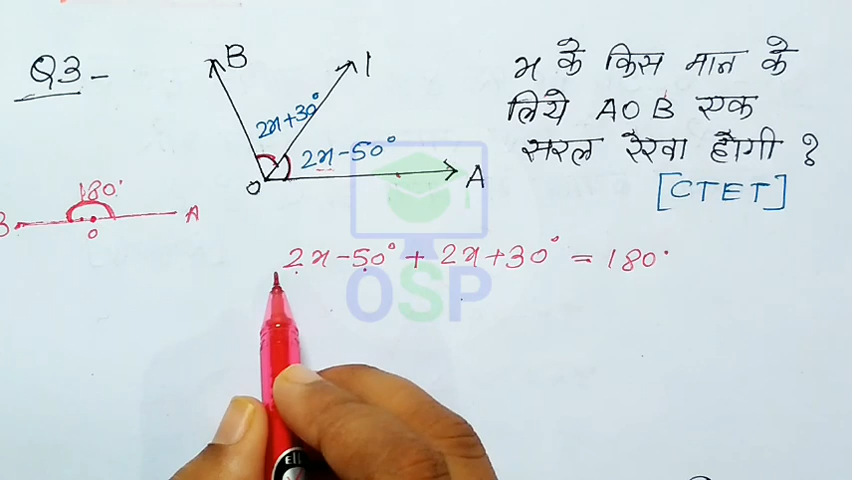 Q3-
x के किस मान के
लिये AOB एक
सरल रेखा होगी ?
[CTET]
B
1
2x+30°
2x-50°
O
A
180°
B
O
A
2x-50° + 2x+30° = 180°
OSP